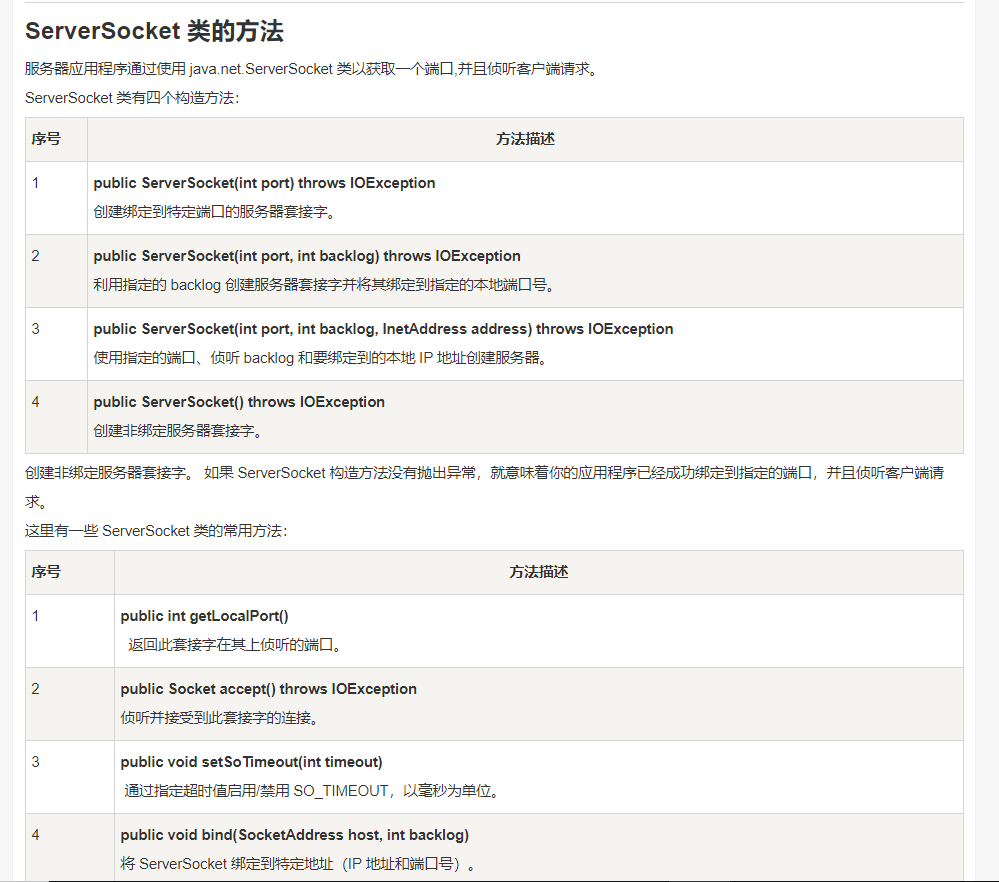 ServerSocket 类的方法
服务器应用程序通过使用 java.net.ServerSocket 类以获取一个端口,并且侦听客户端请求。
ServerSocket 类有四个构造方法：
序号 方法描述
1 public ServerSocket(int port) throws IOException
创建绑定到特定端口的服务器套接字。
2 public ServerSocket(int port, int backlog) throws IOException
利用指定的 backlog 创建服务器套接字并将其绑定到指定的本地端口号。
3 public ServerSocket(int port, int backlog, InetAddress address) throws IOException
使用指定的端口、侦听 backlog 和要绑定到的本地 IP 地址创建服务器。
4 public ServerSocket() throws IOException
创建非绑定服务器套接字。
创建非绑定服务器套接字。 如果 ServerSocket 构造方法没有抛出异常，就意味着你的应用程序已经成功绑定到指定的端口，并且侦听客户端请
求。
这里有一些 ServerSocket 类的常用方法：
序号 方法描述
1 public int getLocalPort()
返回此套接字在其上侦听的端口。
2 public Socket accept() throws IOException
侦听并接受到此套接字的连接。
3 public void setSoTimeout(int timeout)
通过指定超时值启用/禁用 SO_TIMEOUT，以毫秒为单位。
4 public void bind(SocketAddress host, int backlog)
将 ServerSocket 绑定到特定地址（IP 地址和端口号）。